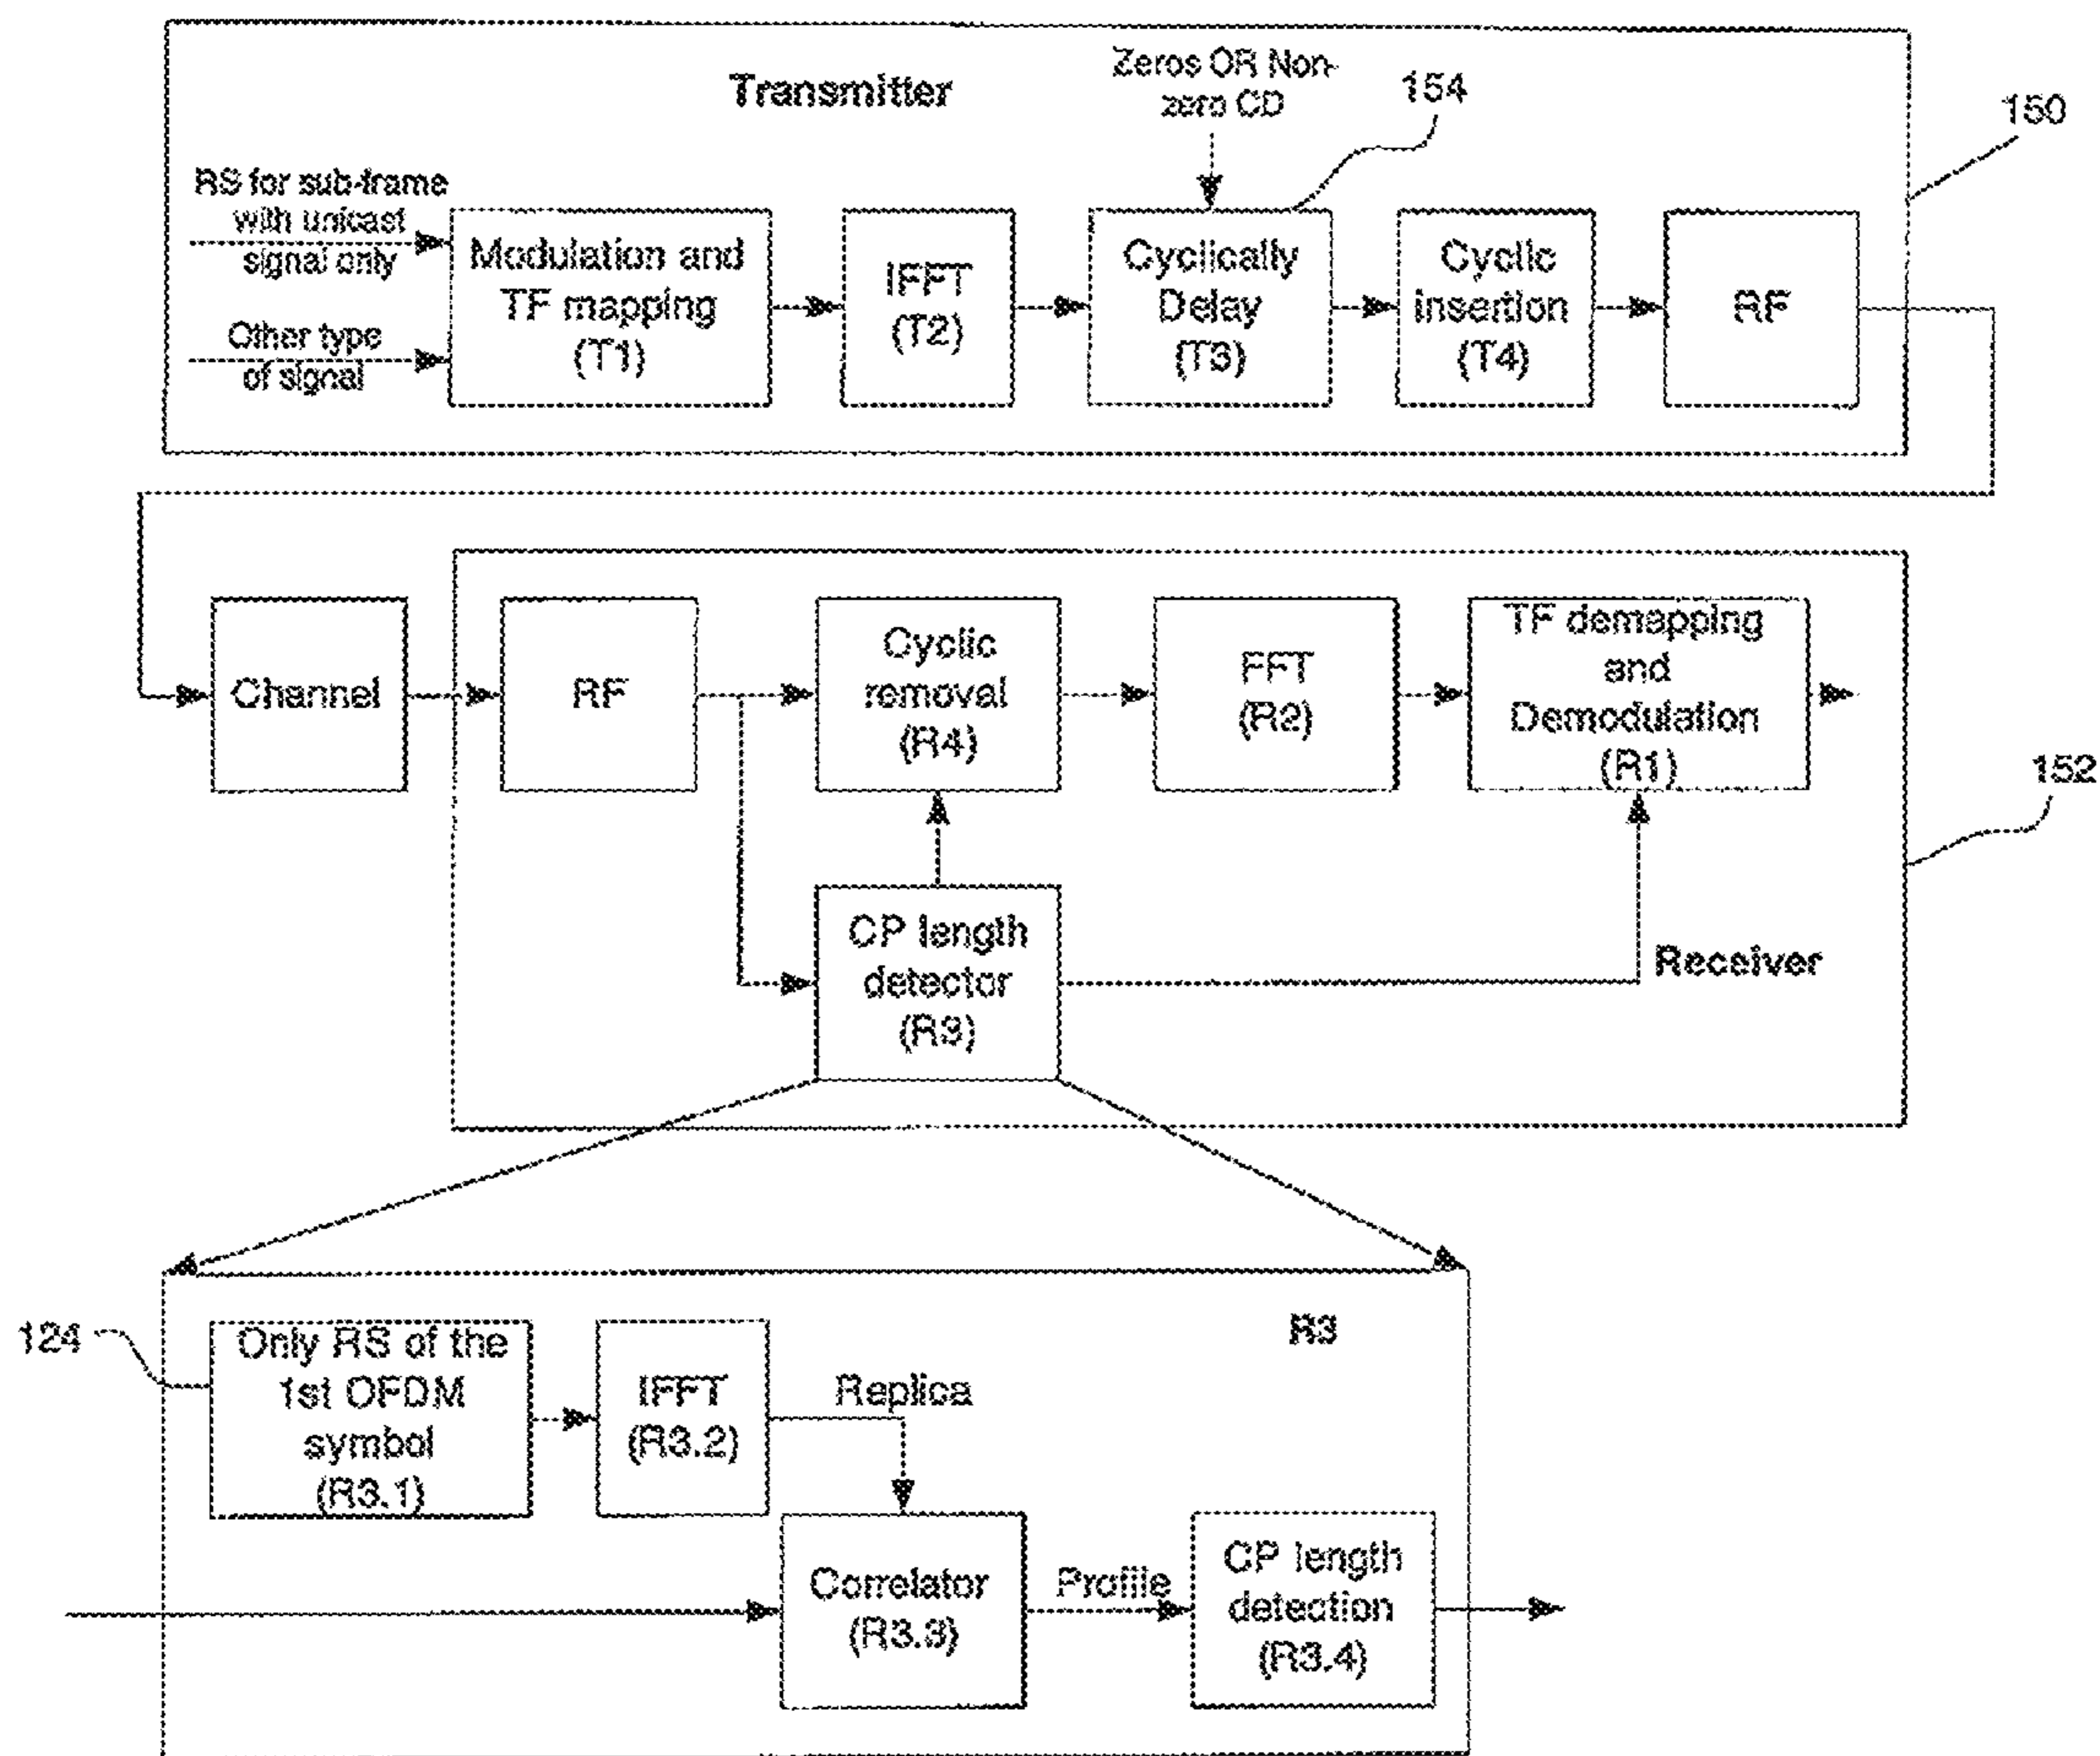 Transmitter
Zeros OR Non-
zero CD
154
150
RS for sub-frame
with unicast
signal only
Other type
of signal
Modulation and
TF mapping
(T1)
IFFT
(T2)
Cyclically
Delay
(T3)
Cyclic
insertion
(T4)
RF
Channel
RF
Cyclic
removal
(R4)
FFT
(R2)
TF demapping
and
Demodulation
(R1)
152
CP length
detector
(R3)
Receiver
R3
124
Only RS of the
1st OFDM
symbol
(R3.1)
IFFT
(R3.2)
Replica
Correlator
(R3.3)
Profile
CP length
detection
(R3.4)